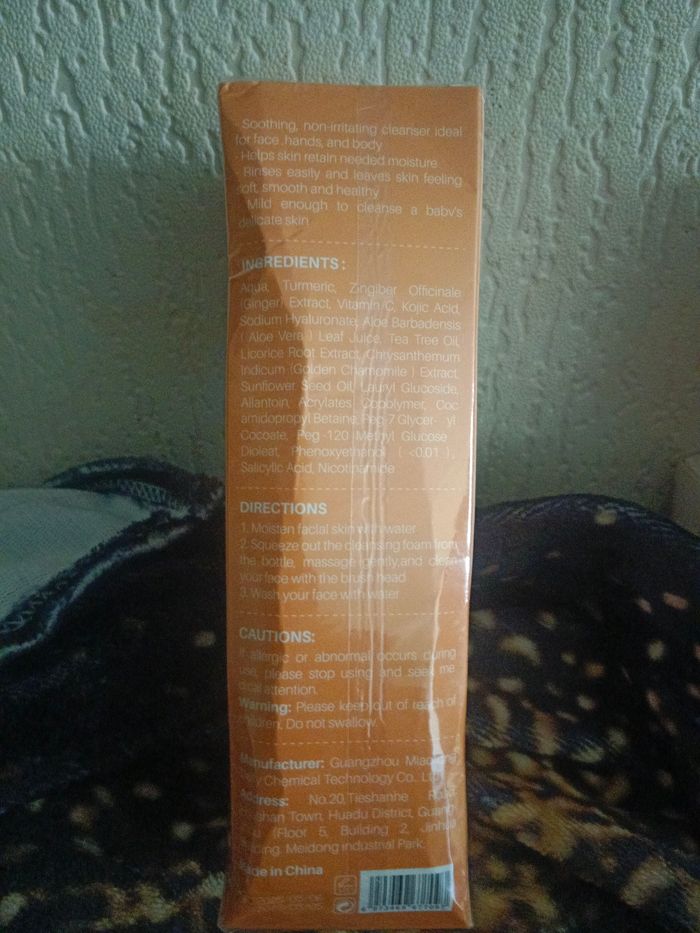 · Soothing, non-irritating cleanser ideal
for face ,hands, and body
· Helps skin retain needed moisture
· Rinses easily and leaves skin feeling
soft, smooth and healthy
· Mild enough to cleanse a baby's
delicate skin
INGREDIENTS:
Aqua, Turmeric, Zingiber Officinale
(Ginger) Extract, Vitamin C, Kojic Acid,
Sodium Hyaluronate, Aloe Barbadensis
( Aloe Vera ) Leaf Juice, Tea Tree Oil,
Licorice Root Extract, Chrysanthemum
Indicum (Golden Chamomile ) Extract,
Sunflower Seed Oil, Lauryl Glucoside,
Allantoin, Acrylates Copolymer, Coc
amidopropyl Betaine, Peg-7 Glycer- yl
Cocoate, Peg -120 Methyl Glucose
Dioleat, Phenoxyethanol ( <0.01 ),
Salicylic Acid, Nicotinamide
DIRECTIONS
1. Moisten facial skin with water
2. Squeeze out the cleansing foam from
the bottle, massage gently,and clean
your face with the brush head
3. Wash your face with water
CAUTIONS:
If allergic or abnormal occurs during
use, please stop using and seek me
dical attention.
Warning: Please keep out of reach of
children. Do not swallow.
Manufacturer: Guangzhou
Chemical Technology Co., Ltd
Address: No.20,Tieshanhe
Town, Huadu District, Guang
(Floor 5, Building 2, Jinhu
Meidong industrial Park.
Made in China